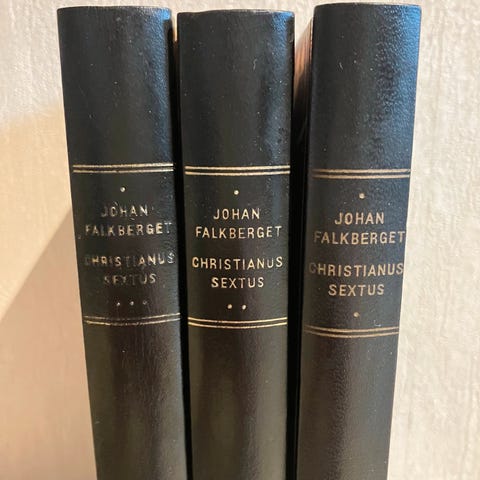 JOHAN
FALKBERGET
CHRISTIANUS
SEXTUS
JOHAN
FALKBERGET
CHRISTIANUS
SEXTUS
JOHAN
FALKBERGET
CHRISTIANUS
SEXTUS